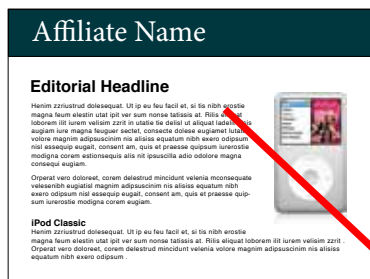 Affiliate Name
Editorial Headline
Henim zzriustrud dolesequat. Ut ip eu feu facil et, si tis nibh erostie
magna feum elestin utat ipit ver sum nonse tatissis at. Rilis
loborem ilit iurem velisim zzrit in utatie tie delisl ut aliquat
augiam iure magna feuguer sectet, consecte dolese eugiamet
volore magnim adipsuscinim nis alisiss equatum nibh exero odipsum
nisl essequip eugait, consent am, quis et praesse quipsum iurerostie
modigna corem estionsequis alis nit ipsuscilla adio odolore magna
consequi eugiam.
Orperat vero doloreet, corem delestrud mincidunt velenia mconsequate
velesenibh eugiatisl magnim adipsuscinim nis alisiss equatum nibh
exero odipsum nisl essequip eugait, consent am, quis et praesse quip-
sum iurerostie modigna corem eugiam.
iPod Classic
Henim zzriustrud dolesequat. Ut ip eu feu facil et, si tis nibh erostie
magna feum elestin utat ipit ver sum nonse tatissis at. Rilis eliquat loborem ilit iurem velisim zzrit .
Orperat vero doloreet, corem delestrud mincidunt velenia volore magnim adipsuscinim nis alisiss
equatum nibh exero odipsum .